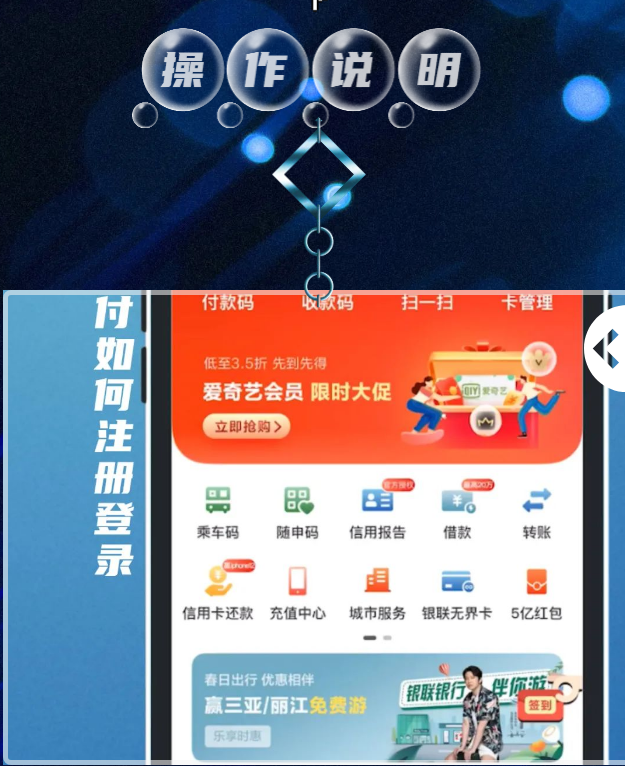 操作说明
付如何注册登录
付款码 收款码 扫一扫 卡管理
低至3.5折 先到先得
爱奇艺会员 限时大促
立即抢购
爱奇艺
官方授权
最高20万
乘车码 随申码 信用报告 借款 转账
信用卡还款 充值中心 城市服务 银联无界卡 5亿红包
春日出行 优惠相伴
赢三亚/丽江免费游
乐享时惠
银联银行 伴你游
签到